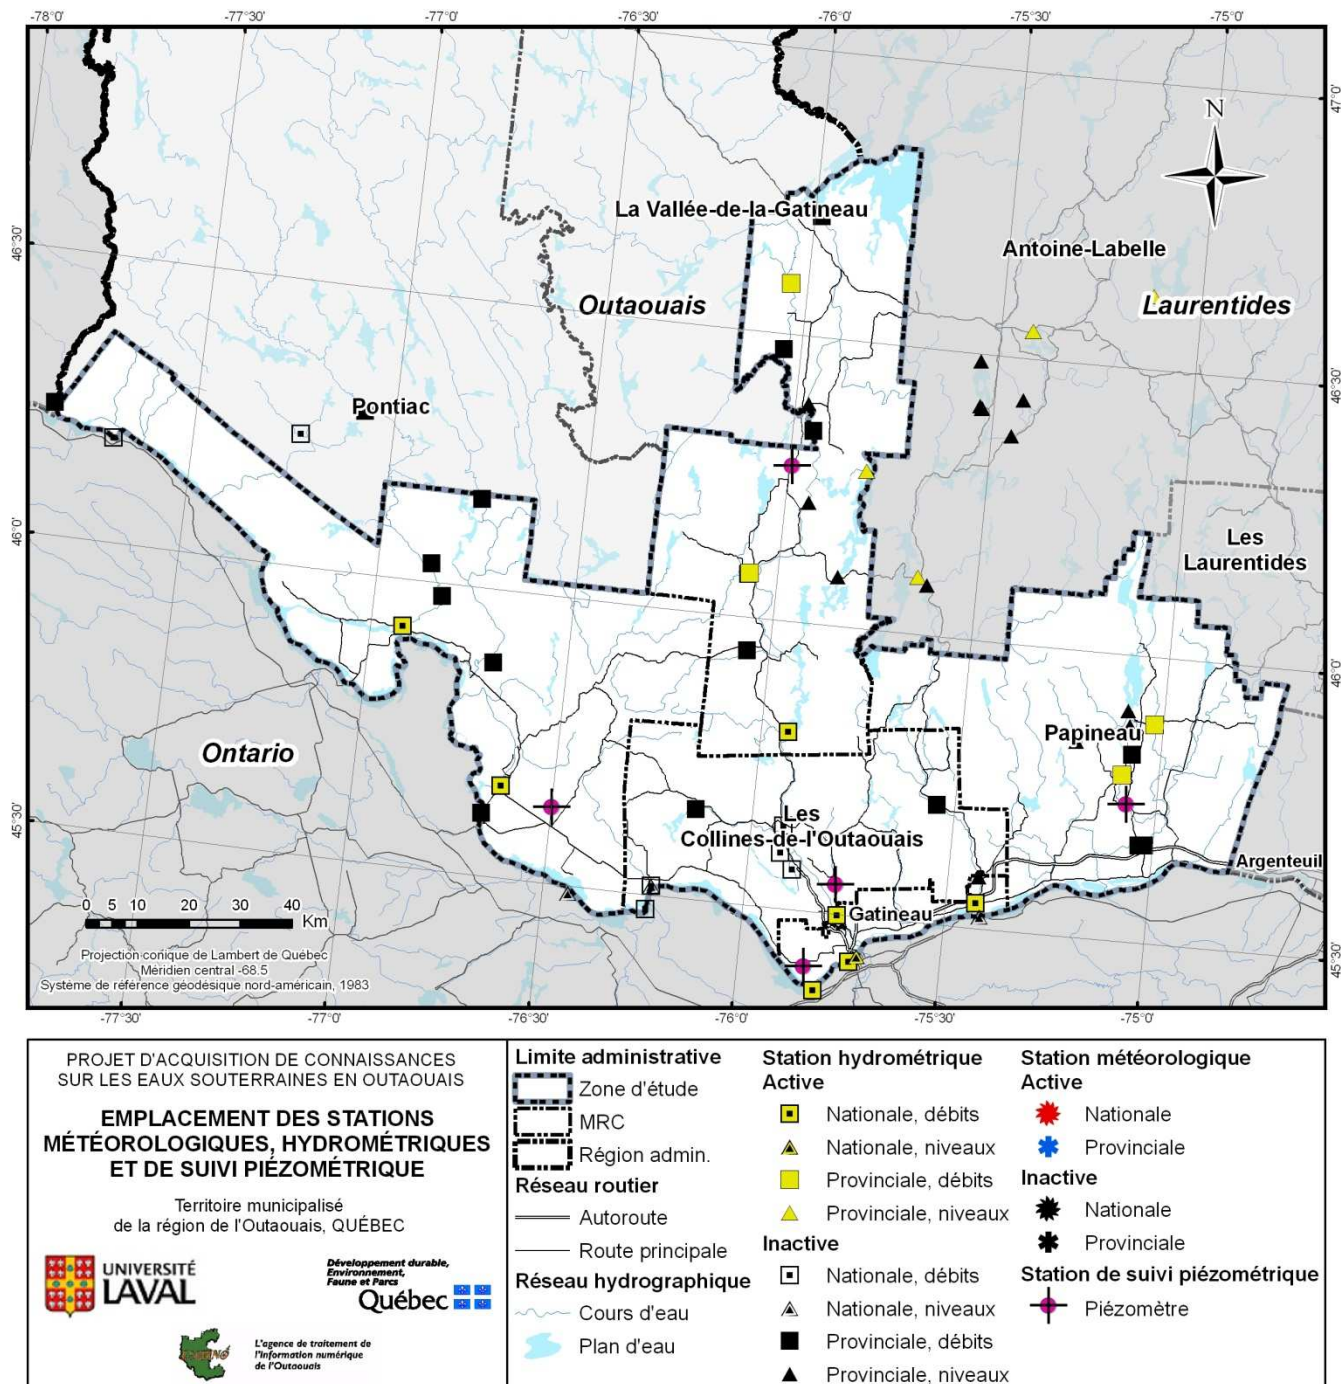 -78°0' -77°30' -77°0' -76°30' -76°0' -75°30' -75°0'
47°0'
N
La Vallée-de-la-Gatineau
Antoine-Labelle
46°30'
Outaouais
Laurentides
46°30'
Pontiac
46°0'
Les
Laurentides
46°0'
Ontario
Papineau
45°30'
Les
Collines-de-l'Outaouais
Argenteuil
Gatineau
0 5 10 20 30 40
Km
45°30'
Projection conique de Lambert de Québec
Méridien central -68.5
Système de référence géodésique nord-américain, 1983
-77°30' -77°0' -76°30' -76°0' -75°30' -75°0'
PROJET D'ACQUISITION DE CONNAISSANCES
SUR LES EAUX SOUTERRAINES EN OUTAOUAIS
EMPLACEMENT DES STATIONS
MÉTÉOROLOGIQUES, HYDROMÉTRIQUES
ET DE SUIVI PIÉZOMÉTRIQUE
Territoire municipalisé
de la région de l'Outaouais, QUÉBEC
UNIVERSITÉ
LAVAL
Développement durable,
Environnement,
Faune et Parcs
Québec
L'agence de traitement de
l'information numérique
de l'Outaouais
Limite administrative
Zone d'étude
MRC
Région admin.
Réseau routier
Autoroute
Route principale
Réseau hydrographique
Cours d'eau
Plan d'eau
Station hydrométrique
Active
Nationale, débits
Nationale, niveaux
Provinciale, débits
Provinciale, niveaux
Inactive
Nationale, débits
Nationale, niveaux
Provinciale, débits
Provinciale, niveaux
Station météorologique
Active
Nationale
Provinciale
Inactive
Nationale
Provinciale
Station de suivi piézométrique
Piézomètre